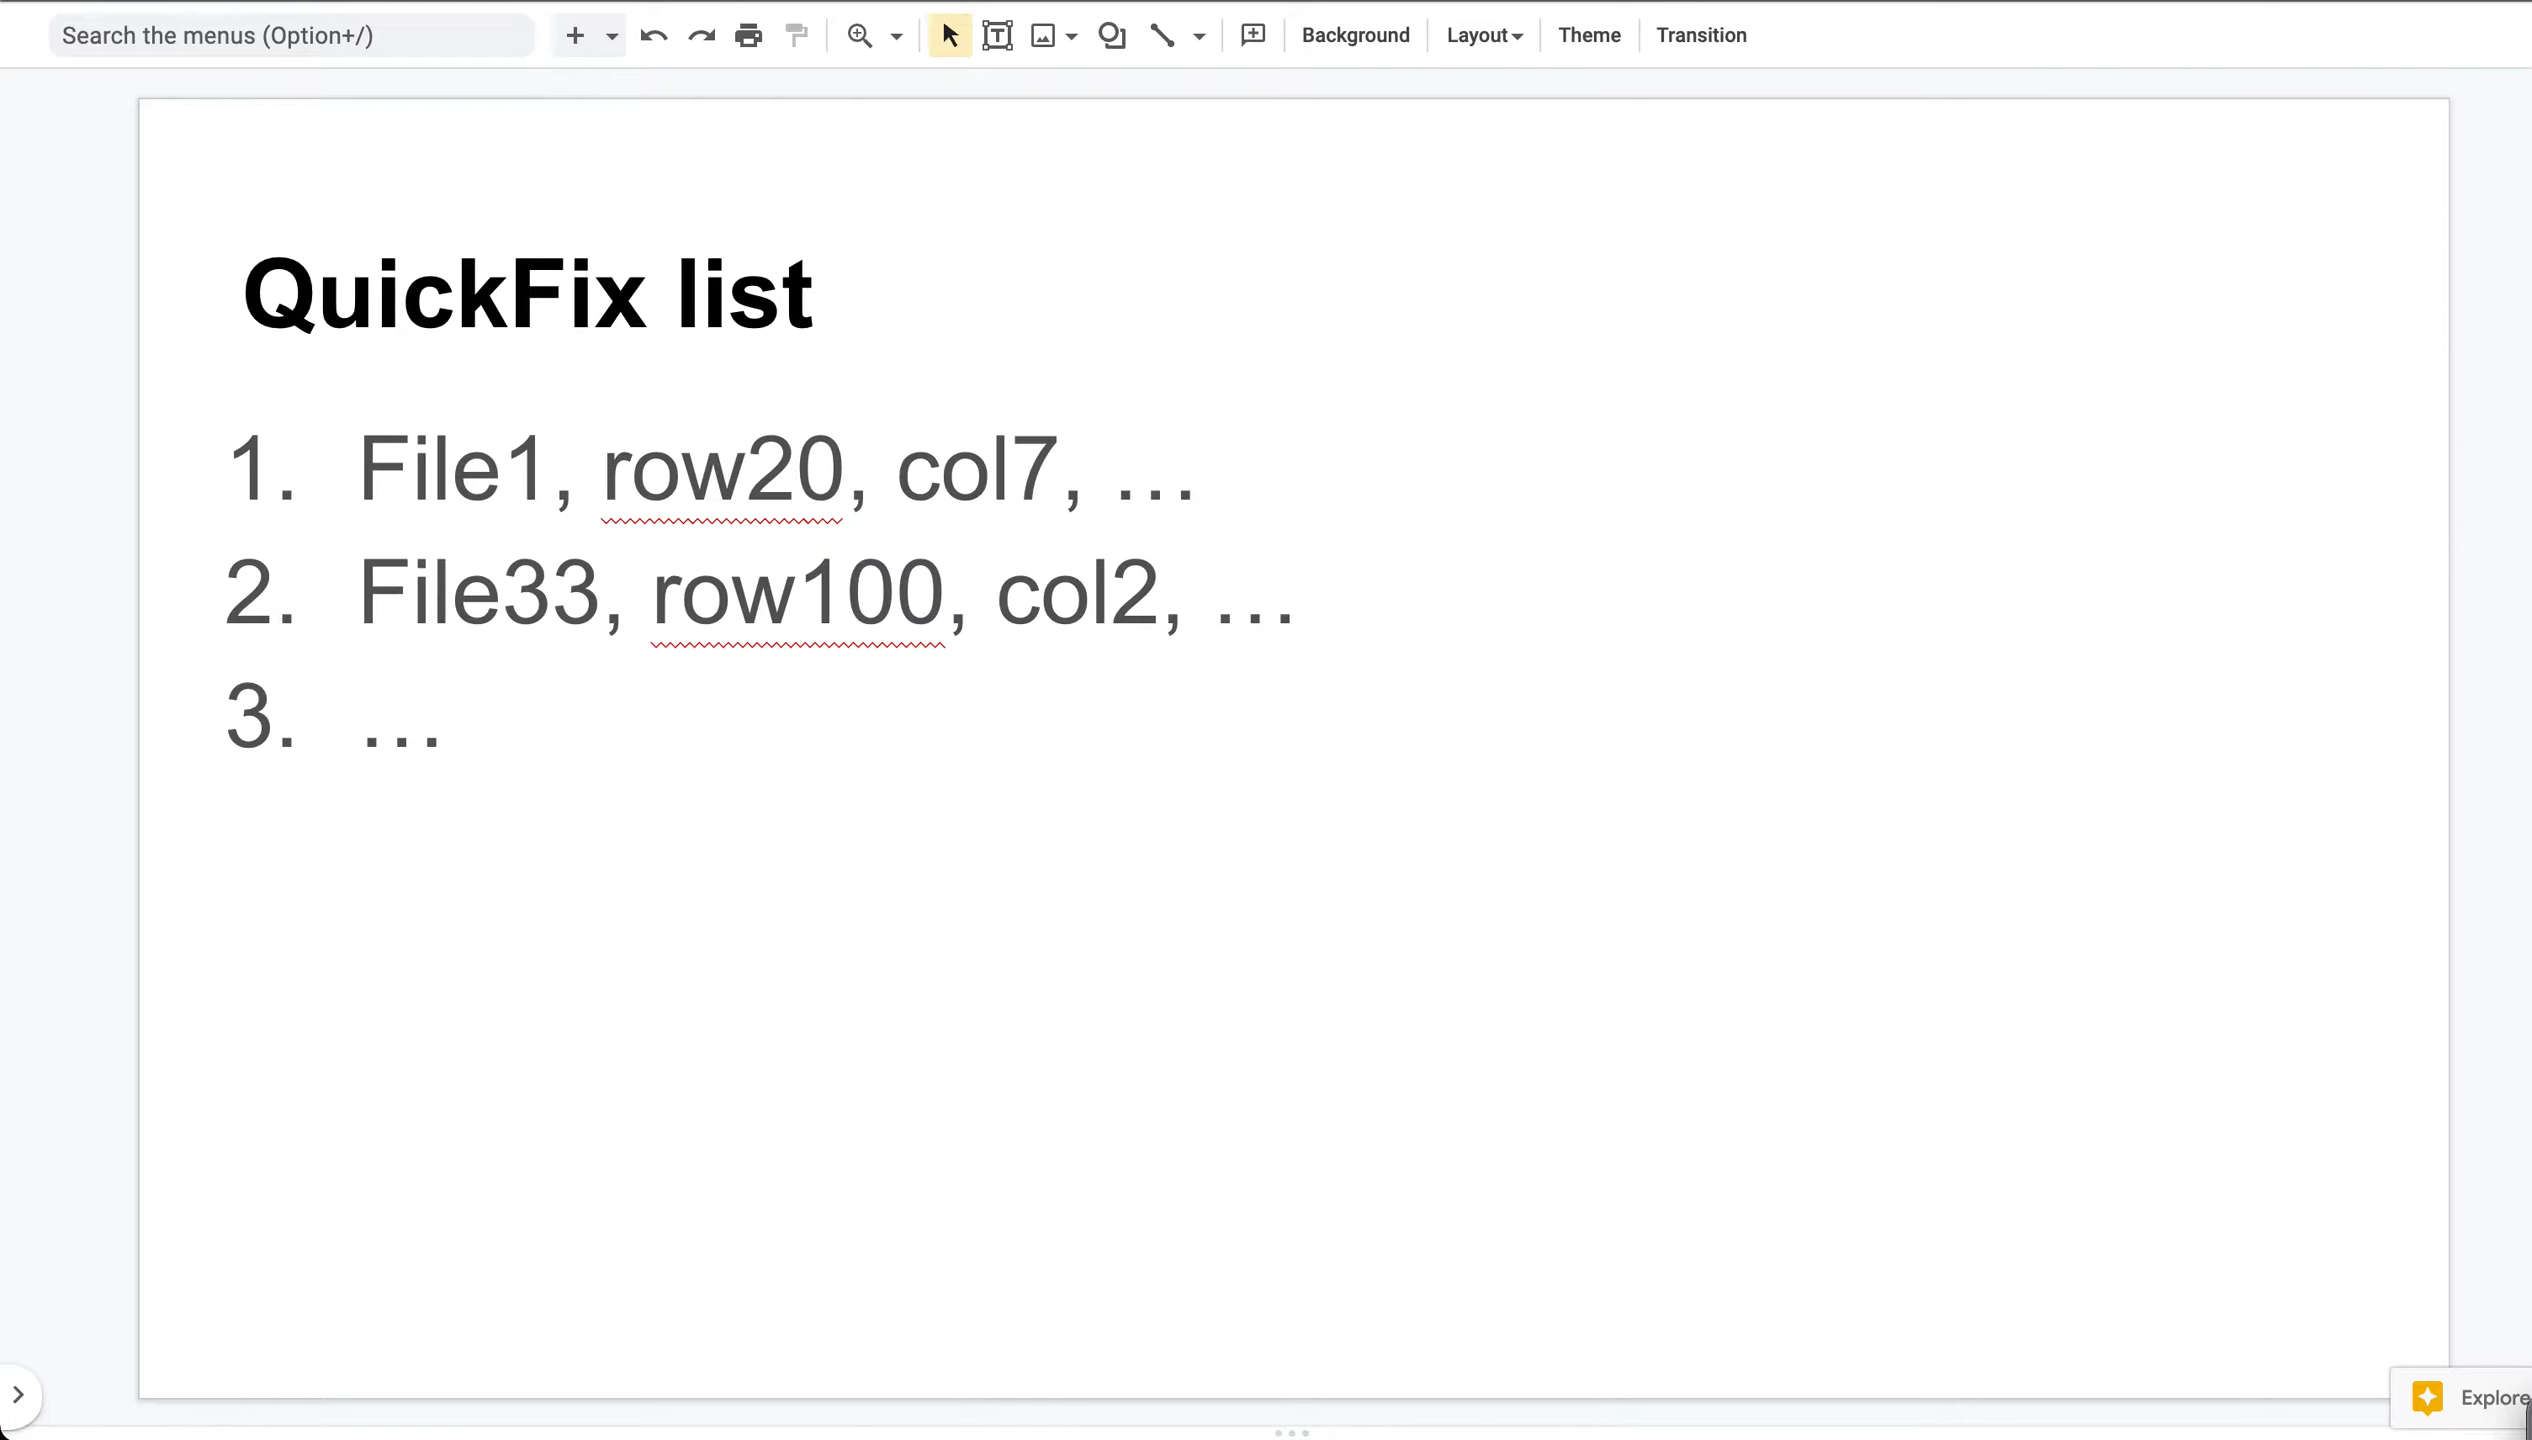 Search the menus (Option+/)
Background
Layout
Theme
Transition
QuickFix list
1. File1, row20, col7, …
2. File33, row100, col2, …
3. …
Explore